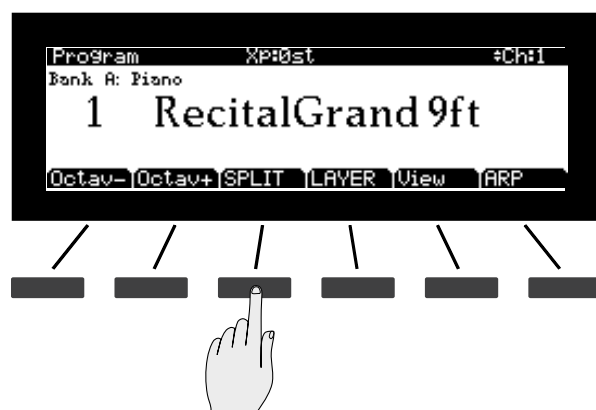 Program Xp:0st ÷Ch:1
Bank A: Piano
1 RecitalGrand 9ft
Octav- Octav+ SPLIT LAYER View ARP